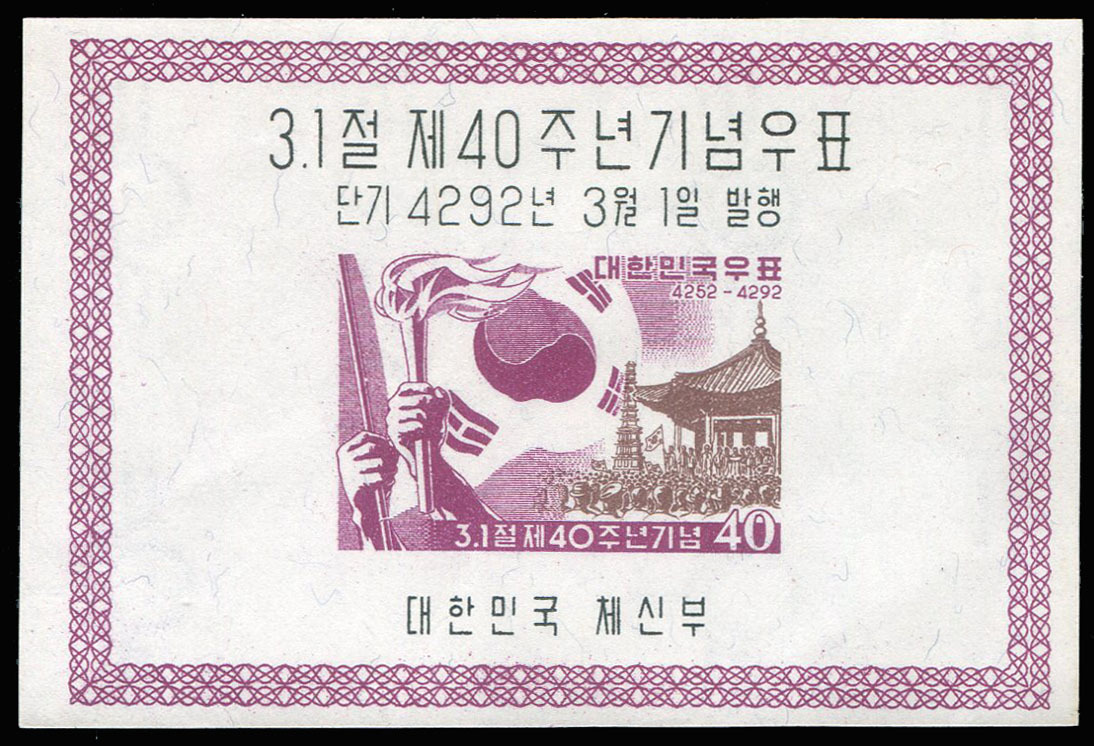 3.1절 제40주년기념우표
단기 4292년 3월 1일 발행
대한민국우표
4252-4292
3.1절제40주년기념 40
대한민국 체신부